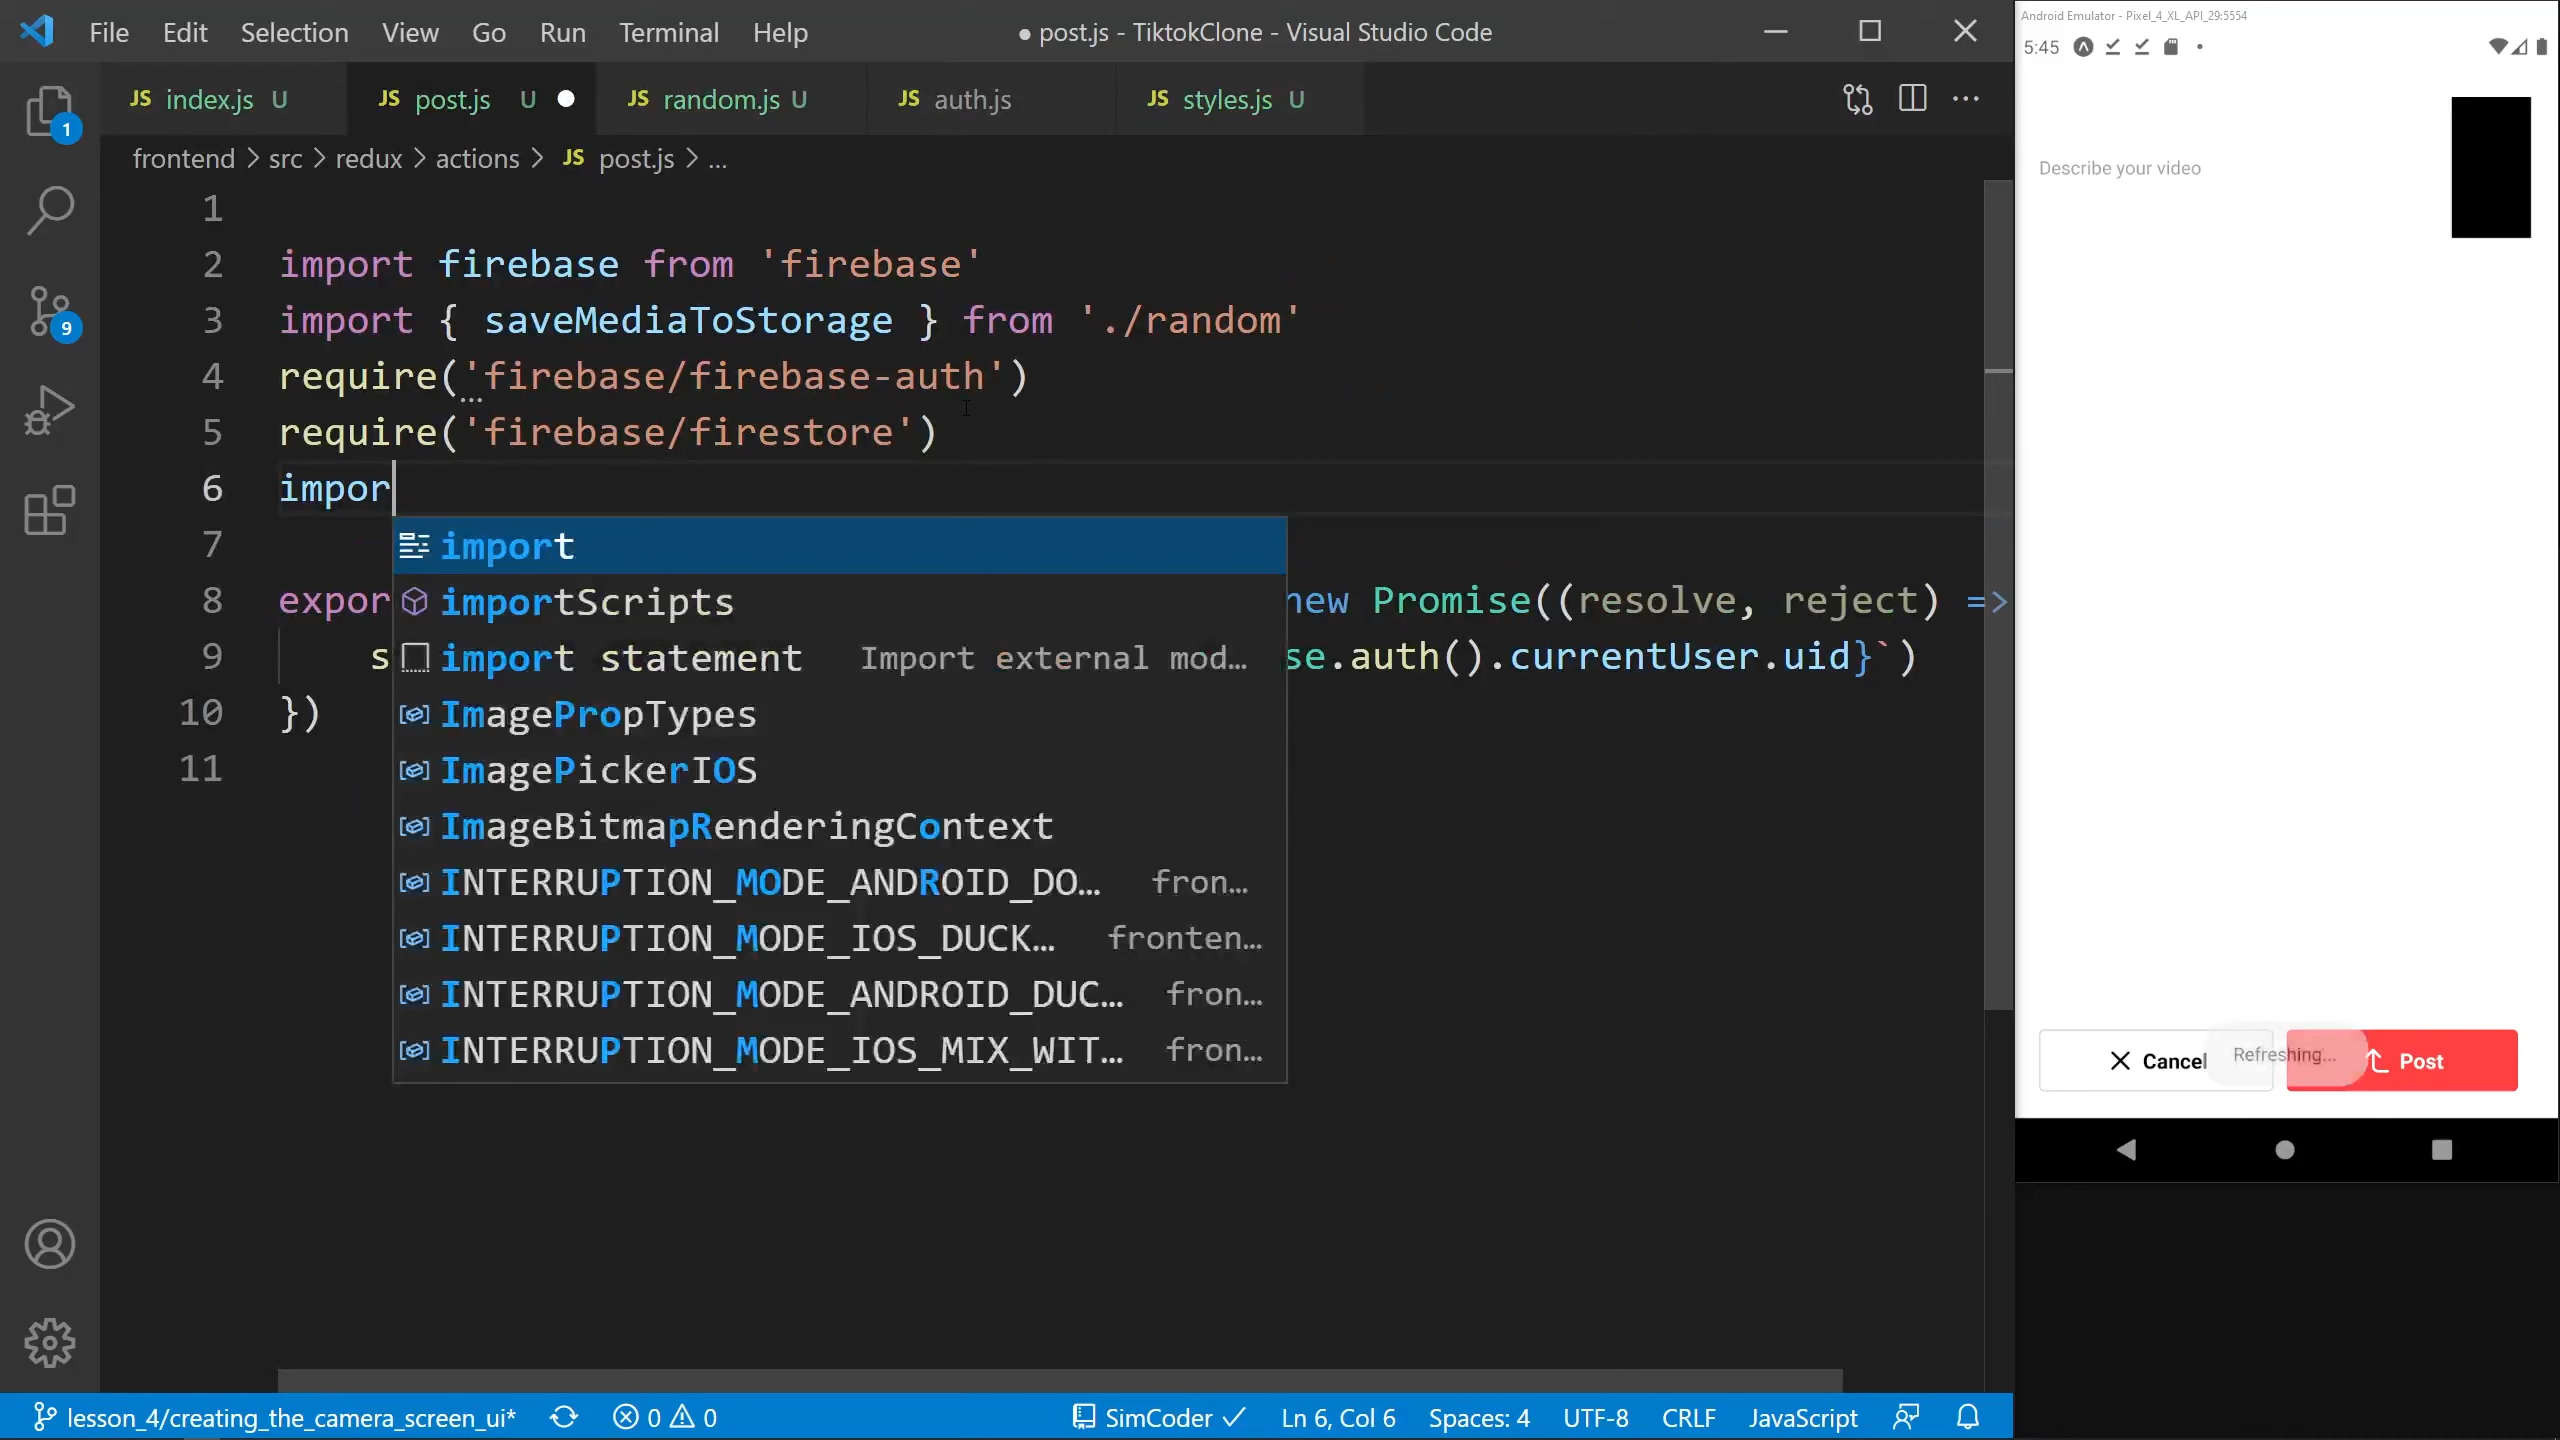 File Edit Selection View Go Run Terminal Help
● post.js - TiktokClone - Visual Studio Code
JS index.js U
JS post.js U ●
JS random.js U
JS auth.js
JS styles.js U
frontend > src > redux > actions > JS post.js > ...
1
2 import firebase from 'firebase'
3 import { saveMediaToStorage } from './random'
4 require('firebase/firebase-auth')
5 require('firebase/firestore')
6 impor
7
8 expor new Promise((resolve, reject) =>
9 s se.auth().currentUser.uid}`)
10 })
11
import
importScripts
import statement Import external mod…
ImagePropTypes
ImagePickerIOS
ImageBitmapRenderingContext
INTERRUPTION_MODE_ANDROID_DO… fron…
INTERRUPTION_MODE_IOS_DUCK… fronten…
INTERRUPTION_MODE_ANDROID_DUC… fron…
INTERRUPTION_MODE_IOS_MIX_WIT… fron…
1
9
lesson_4/creating_the_camera_screen_ui* 0 0 SimCoder Ln 6, Col 6 Spaces: 4 UTF-8 CRLF JavaScript
Android Emulator - Pixel_4_XL_API_29:5554
5:45
Describe your video
Cancel
Refreshing...
Post